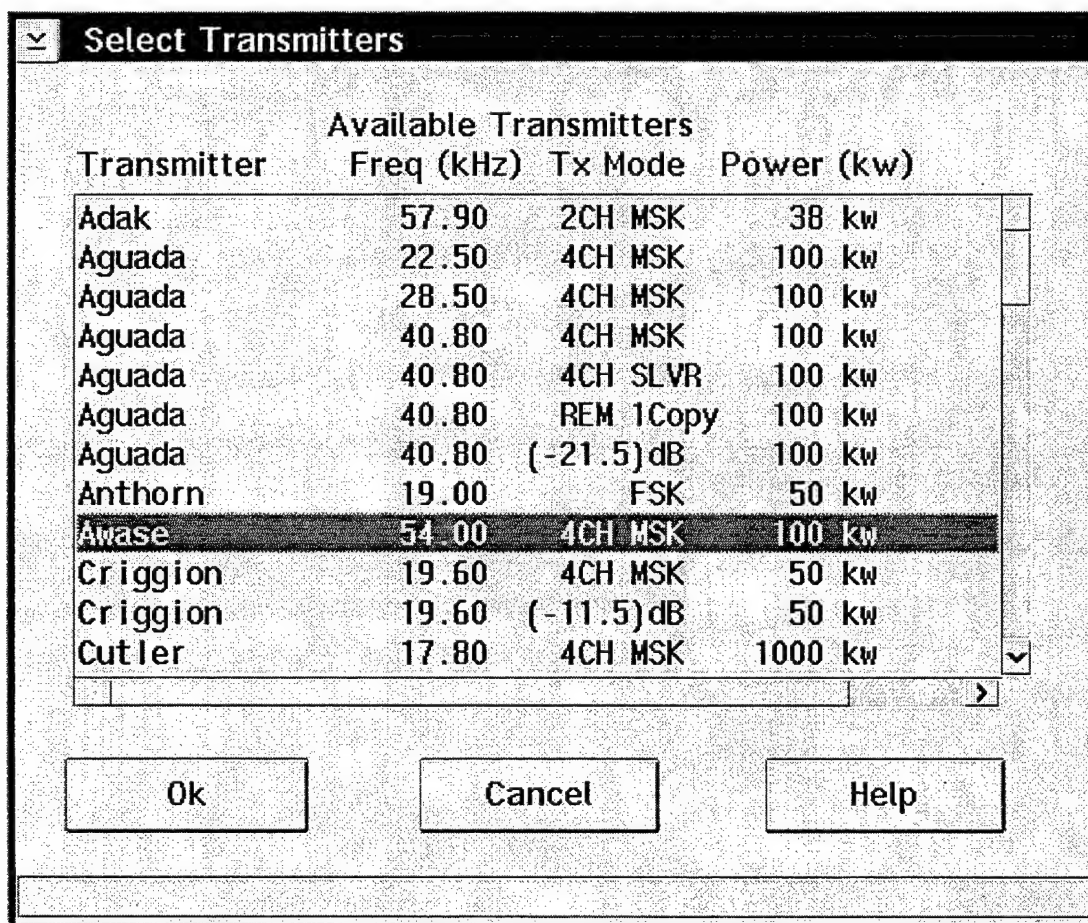 Select Transmitters
Available Transmitters
Transmitter Freq (kHz) Tx Mode Power (kw)
Adak 57.90 2CH MSK 38 kw
Aguada 22.50 4CH MSK 100 kw
Aguada 28.50 4CH MSK 100 kw
Aguada 40.80 4CH MSK 100 kw
Aguada 40.80 4CH SLVR 100 kw
Aguada 40.80 REM 1Copy 100 kw
Aguada 40.80 (-21.5)dB 100 kw
Anthorn 19.00 FSK 50 kw
Awase 54.00 4CH MSK 100 kw
Criggion 19.60 4CH MSK 50 kw
Criggion 19.60 (-11.5)dB 50 kw
Cutler 17.80 4CH MSK 1000 kw
Ok Cancel Help